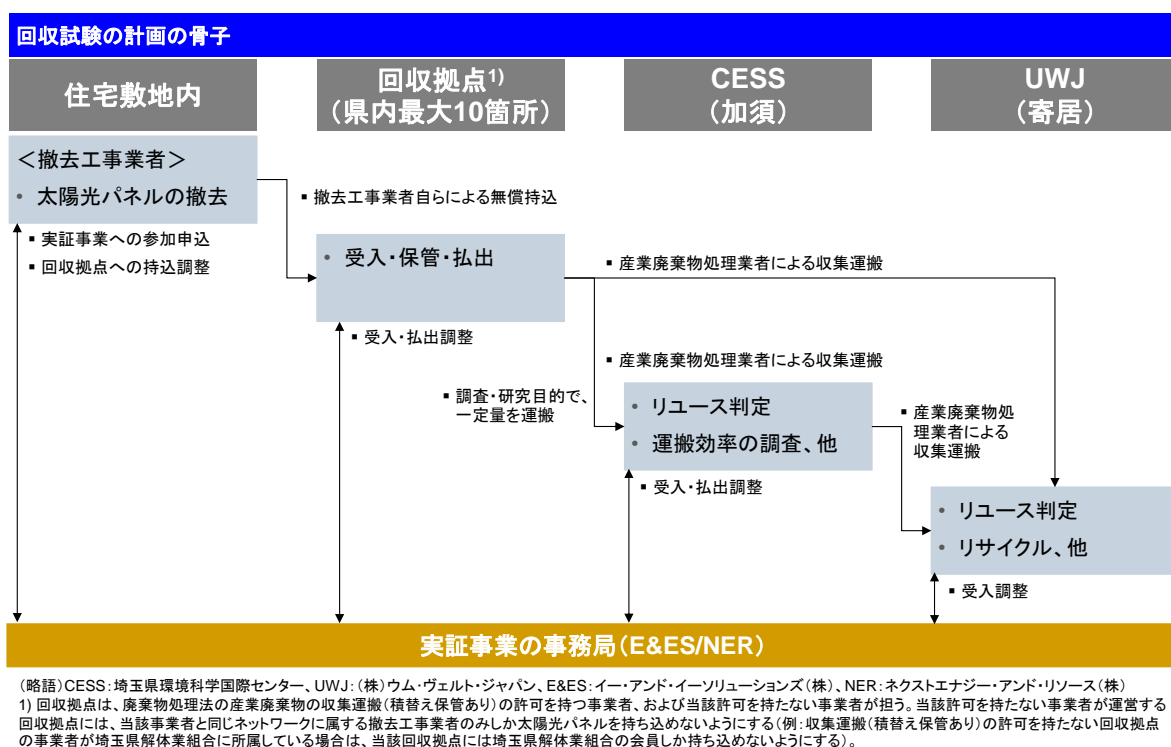 回収試験の計画の骨子
住宅敷地内
回収拠点1)
(県内最大10箇所)
CESS
(加須)
UWJ
(寄居)
<撤去工事業者>
• 太陽光パネルの撤去
▪ 実証事業への参加申込
▪ 回収拠点への持込調整
▪ 撤去工事業者自らによる無償持込
• 受入・保管・払出
▪ 受入・払出調整
▪ 産業廃棄物処理業者による収集運搬
▪ 産業廃棄物処理業者による収集運搬
▪ 調査・研究目的で、
一定量を運搬
• リユース判定
• 運搬効率の調査、他
▪ 受入・払出調整
▪ 産業廃棄物処
理業者による
収集運搬
• リユース判定
• リサイクル、他
▪ 受入調整
実証事業の事務局(E&ES/NER)
(略語)CESS:埼玉県環境科学国際センター、UWJ:(株)ウム・ヴェルト・ジャパン、E&ES:イー・アンド・イーソリューションズ(株)、NER:ネクストエナジー・アンド・リソース(株)
1) 回収拠点は、廃棄物処理法の産業廃棄物の収集運搬(積替え保管あり)の許可を持つ事業者、および当該許可を持たない事業者が担う。当該許可を持たない事業者が運営する
回収拠点には、当該事業者と同じネットワークに属する撤去工事業者のみしか太陽光パネルを持ち込めないようにする(例:収集運搬(積替え保管あり)の許可を持たない回収拠点
の事業者が埼玉県解体業組合に所属している場合は、当該回収拠点には埼玉県解体業組合の会員しか持ち込めないようにする)。